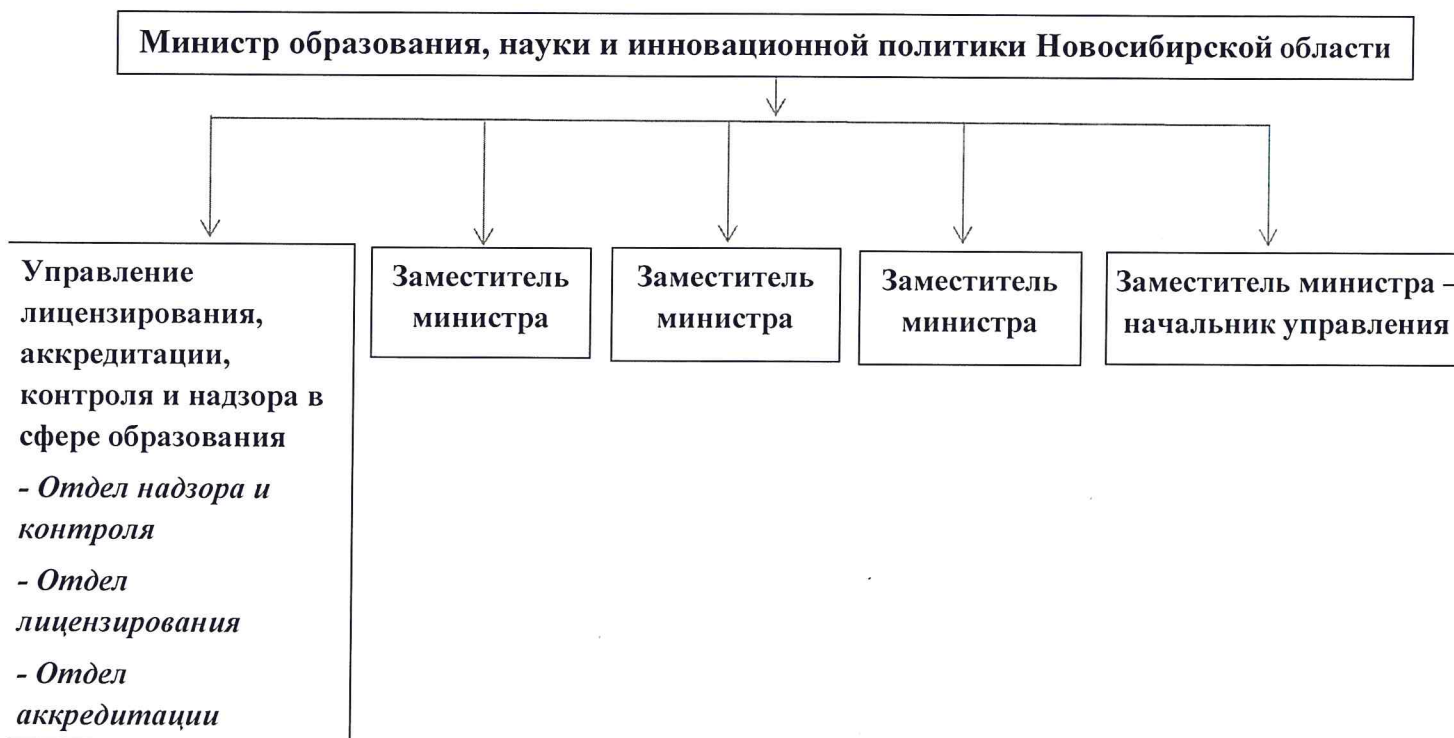 Министр образования, науки и инновационной политики Новосибирской области
Управление
лицензирования,
аккредитации,
контроля и надзора в
сфере образования
- Отдел надзора и
контроля
- Отдел
лицензирования
- Отдел
аккредитации
Заместитель
министра
Заместитель
министра
Заместитель
министра
Заместитель министра –
начальник управления